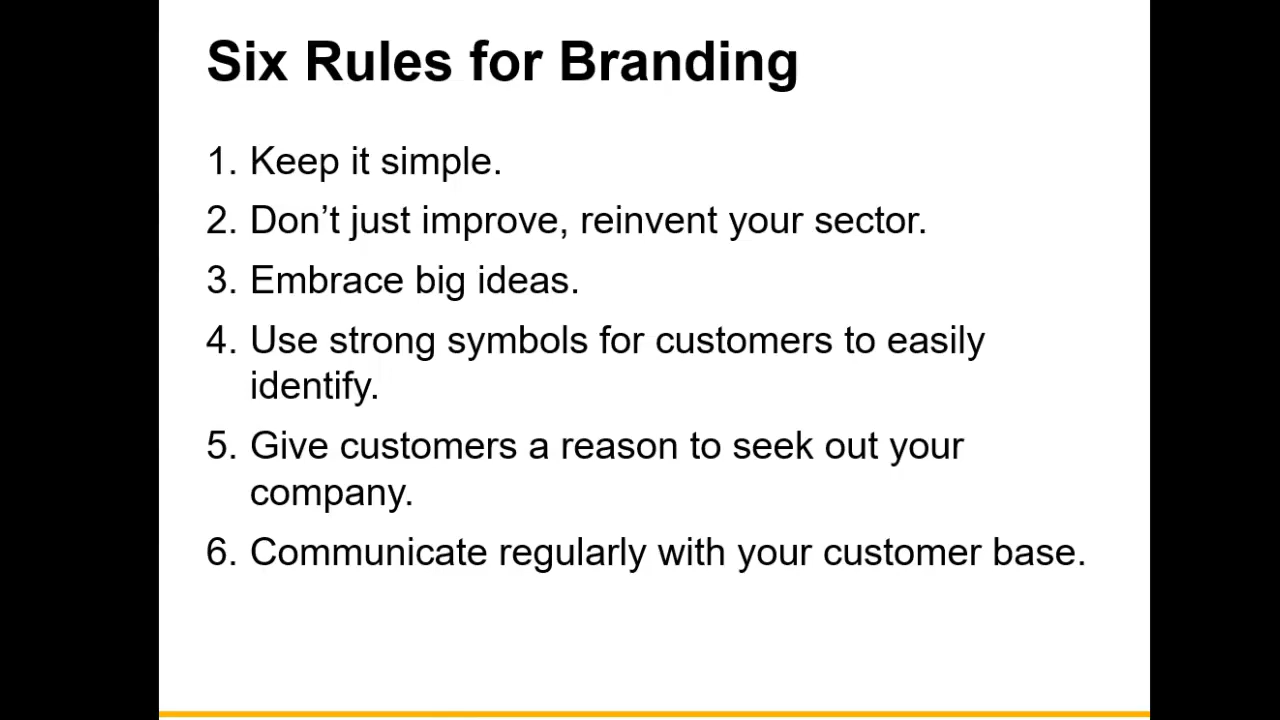 Six Rules for Branding
1. Keep it simple.
2. Don’t just improve, reinvent your sector.
3. Embrace big ideas.
4. Use strong symbols for customers to easily
identify.
5. Give customers a reason to seek out your
company.
6. Communicate regularly with your customer base.